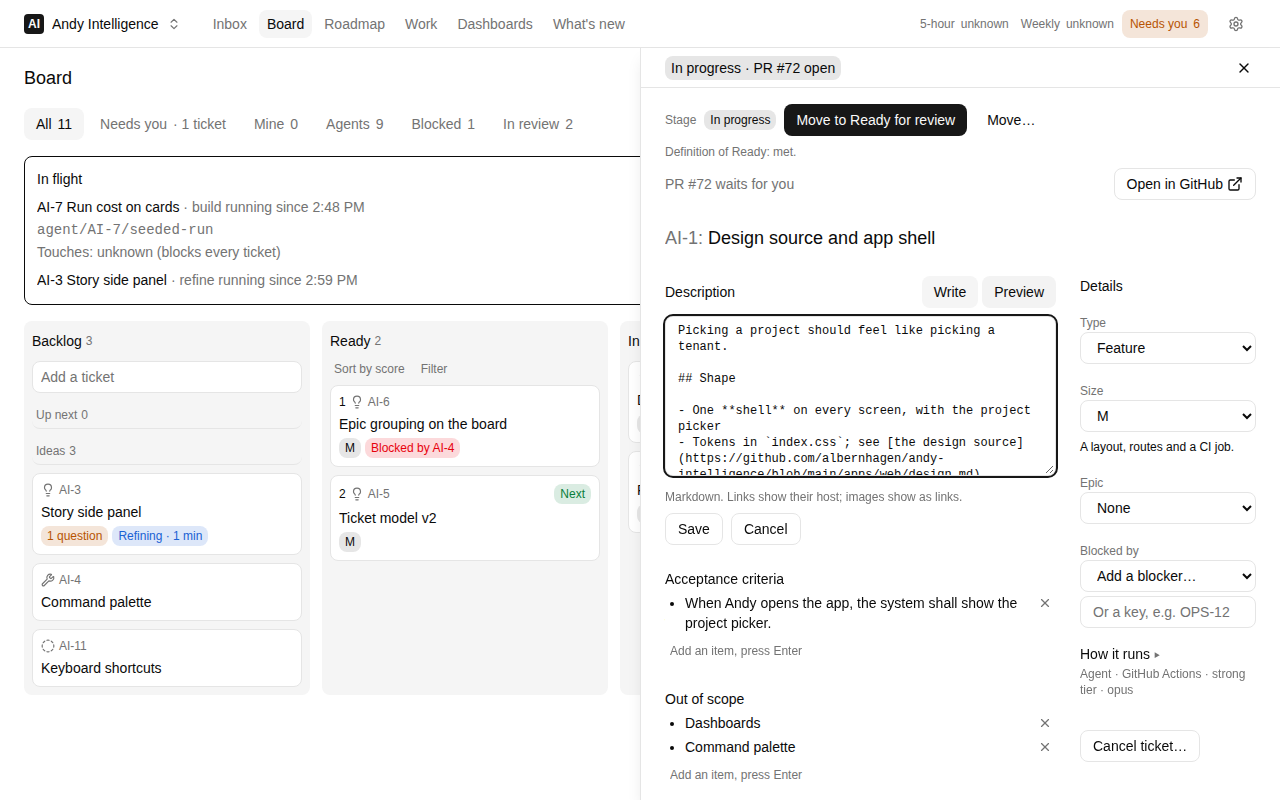 AI Andy Intelligence Inbox Board Roadmap Work Dashboards What's new 5-hour unknown Weekly unknown Needs you 6
Board
All 11 Needs you · 1 ticket Mine 0 Agents 9 Blocked 1 In review 2
In flight
AI-7 Run cost on cards · build running since 2:48 PM
agent/AI-7/seeded-run
Touches: unknown (blocks every ticket)
AI-3 Story side panel · refine running since 2:59 PM
Backlog 3
Add a ticket
Up next 0
Ideas 3
AI-3
Story side panel
1 question Refining · 1 min
AI-4
Command palette
AI-11
Keyboard shortcuts
Ready 2
Sort by score Filter
1 AI-6
Epic grouping on the board
M Blocked by AI-4
2 AI-5 Next
Ticket model v2
M
In progress · PR #72 open
Stage In progress Move to Ready for review Move…
Definition of Ready: met.
PR #72 waits for you Open in GitHub
AI-1: Design source and app shell
Description Write Preview
Picking a project should feel like picking a
tenant.
## Shape
- One **shell** on every screen, with the project
picker
- Tokens in `index.css`; see [the design source]
(https://github.com/albernhagen/andy-
intelligence/blob/main/apps/web/design.md)
Markdown. Links show their host; images show as links.
Save Cancel
Acceptance criteria
• When Andy opens the app, the system shall show the
project picker.
Add an item, press Enter
Out of scope
• Dashboards
• Command palette
Add an item, press Enter
Details
Type
Feature
Size
M
A layout, routes and a CI job.
Epic
None
Blocked by
Add a blocker…
Or a key, e.g. OPS-12
How it runs ▸
Agent · GitHub Actions · strong
tier · opus
Cancel ticket…